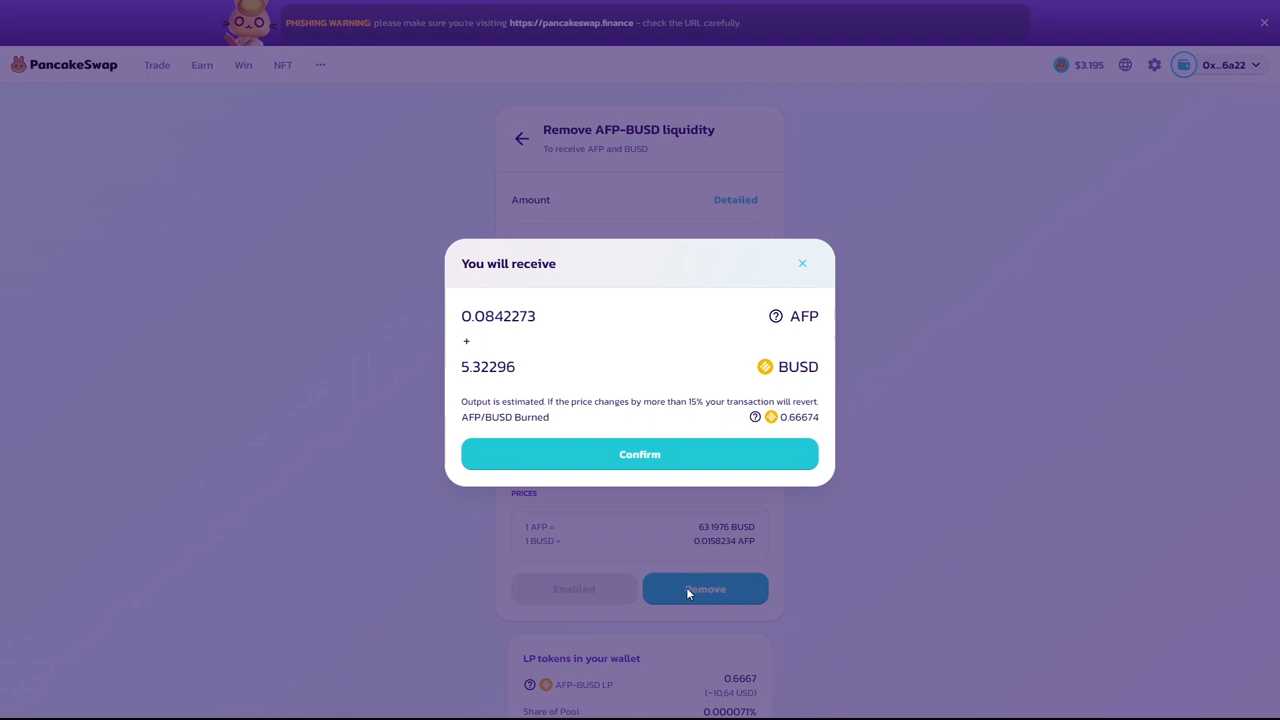 PHISHING WARNING: please make sure you're visiting https://pancakeswap.finance - check the URL carefully.
PancakeSwap Trade Earn Win NFT ··· $3.195 0x...6a22
Remove AFP-BUSD liquidity
To receive AFP and BUSD
Amount Detailed
You will receive
0.0842273 AFP
+
5.32296 BUSD
Output is estimated. If the price changes by more than 15% your transaction will revert.
AFP/BUSD Burned 0.66674
Confirm
PRICES
1 AFP = 63.1976 BUSD
1 BUSD = 0.0158234 AFP
Enabled Remove
LP tokens in your wallet
AFP-BUSD LP 0.6667
(~10,64 USD)
Share of Pool: 0.000071%